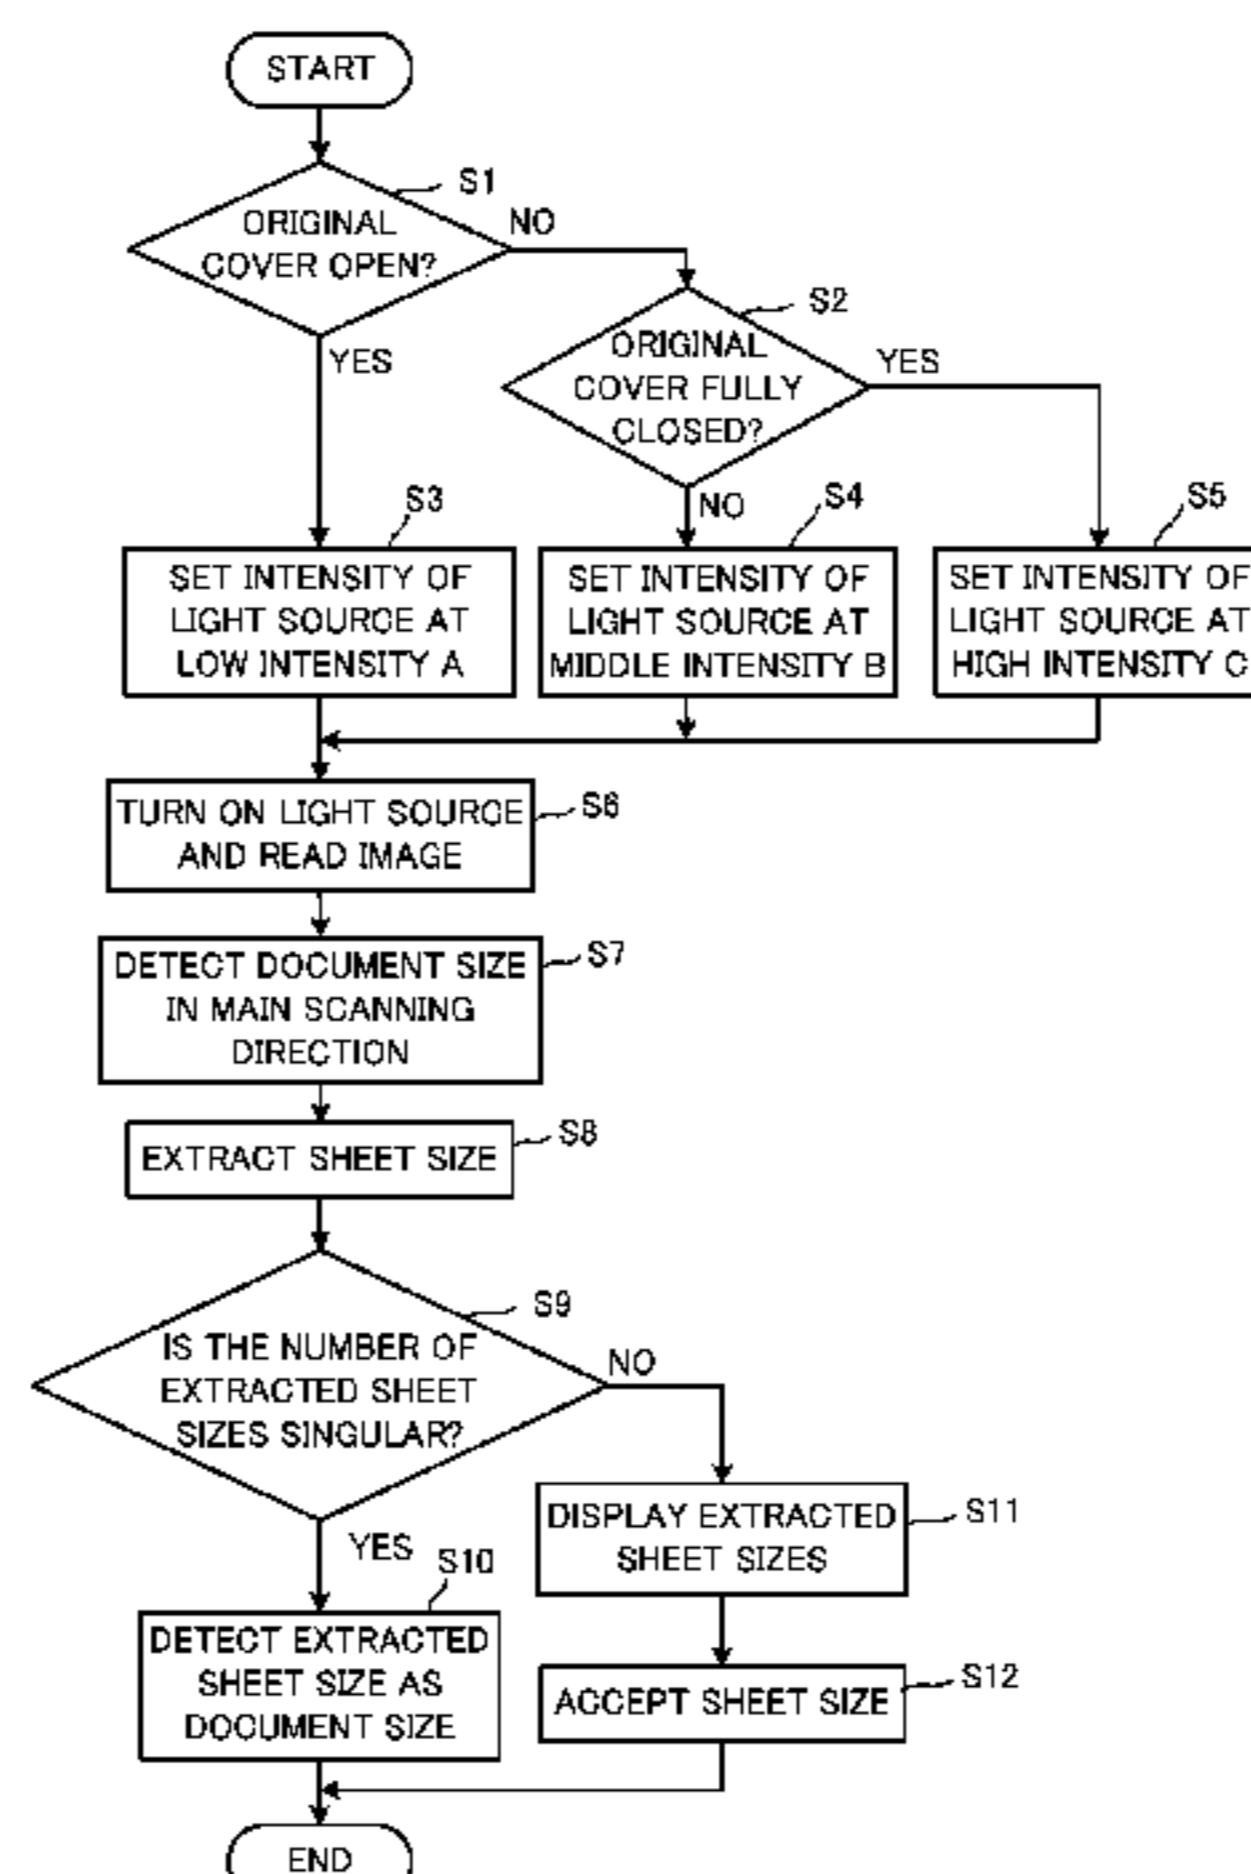 START
S1
ORIGINAL
COVER OPEN?
NO
YES
S2
ORIGINAL
COVER FULLY
CLOSED?
YES
NO
S3
SET INTENSITY OF
LIGHT SOURCE AT
LOW INTENSITY A
S4
SET INTENSITY OF
LIGHT SOURCE AT
MIDDLE INTENSITY B
S5
SET INTENSITY OF
LIGHT SOURCE AT
HIGH INTENSITY C
TURN ON LIGHT SOURCE
AND READ IMAGE
S6
DETECT DOCUMENT SIZE
IN MAIN SCANNING
DIRECTION
S7
EXTRACT SHEET SIZE
S8
S9
IS THE NUMBER OF
EXTRACTED SHEET
SIZES SINGULAR?
NO
YES
S10
DETECT EXTRACTED
SHEET SIZE AS
DOCUMENT SIZE
DISPLAY EXTRACTED
SHEET SIZES
S11
ACCEPT SHEET SIZE
S12
END